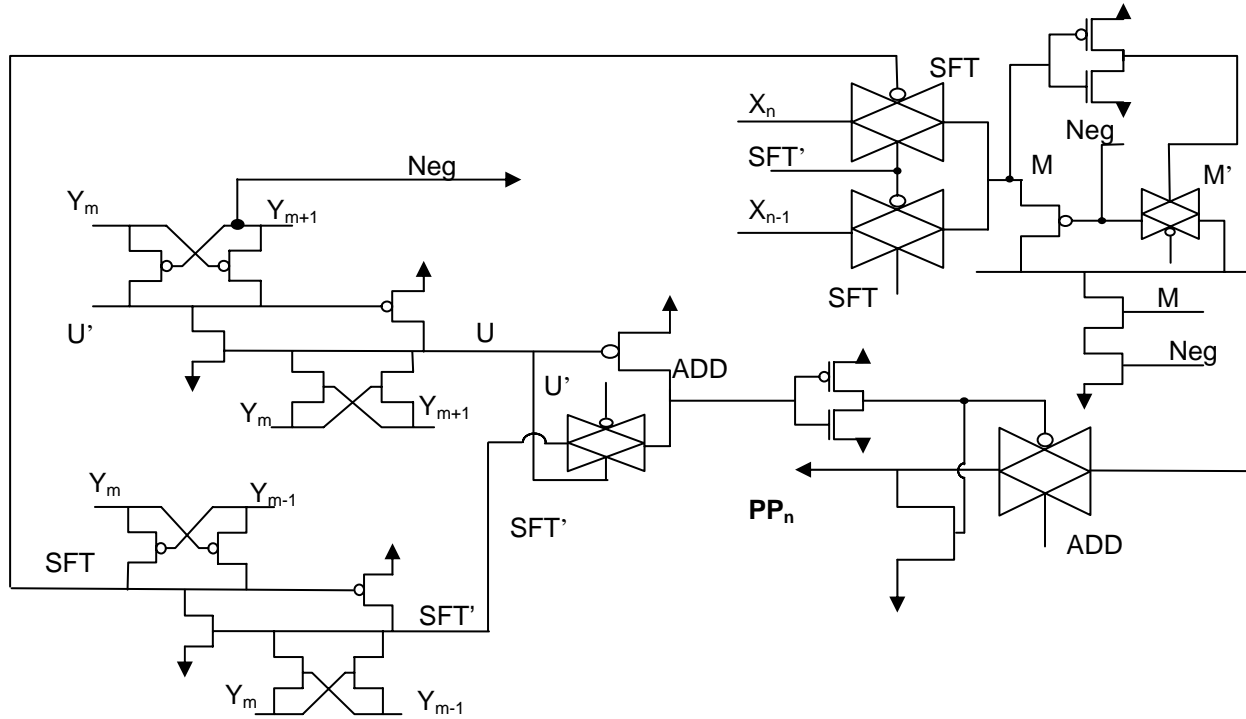 SFT
Xₙ
Neg
SFT’
M
M’
Neg
Yₘ
Yₘ₊₁
Xₙ₋₁
SFT
M
U'
U
ADD
Neg
U’
Yₘ
Yₘ₊₁
Yₘ
Yₘ₋₁
SFT’
PPₙ
ADD
SFT
SFT’
Yₘ
Yₘ₋₁